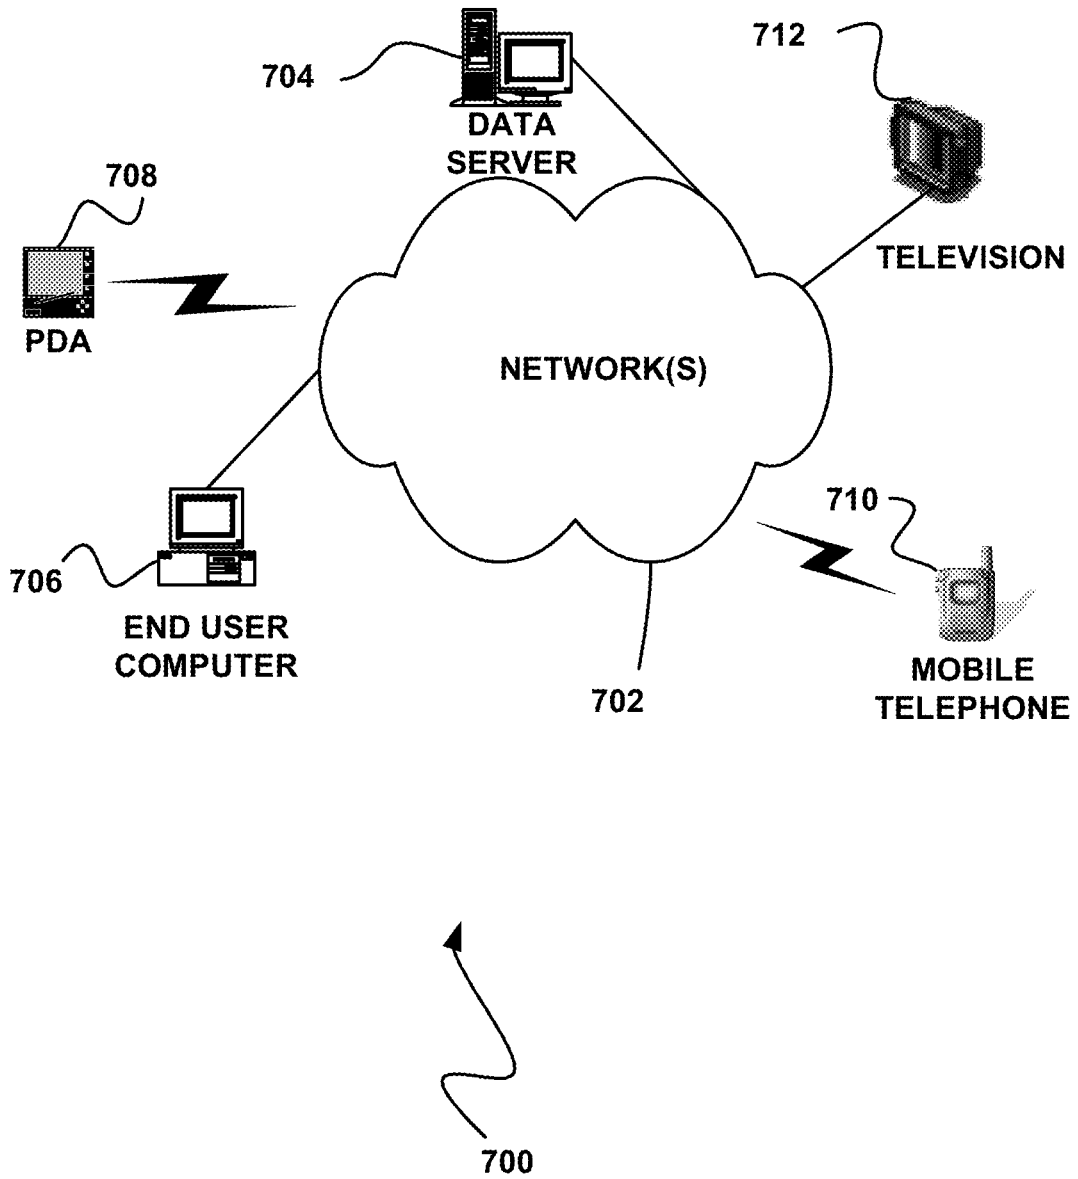 712
704
DATA
SERVER
708
TELEVISION
PDA
NETWORK(S)
710
706
END USER
COMPUTER
MOBILE
TELEPHONE
702
700